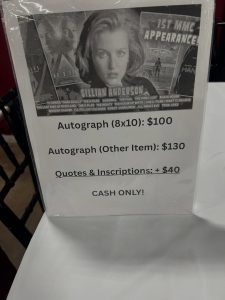 1ST MMC
APPEARANCE!
GILLIAN ANDERSON
Autograph (8x10): $100
Autograph (Other Item): $130
Quotes & Inscriptions: + $40
CASH ONLY!